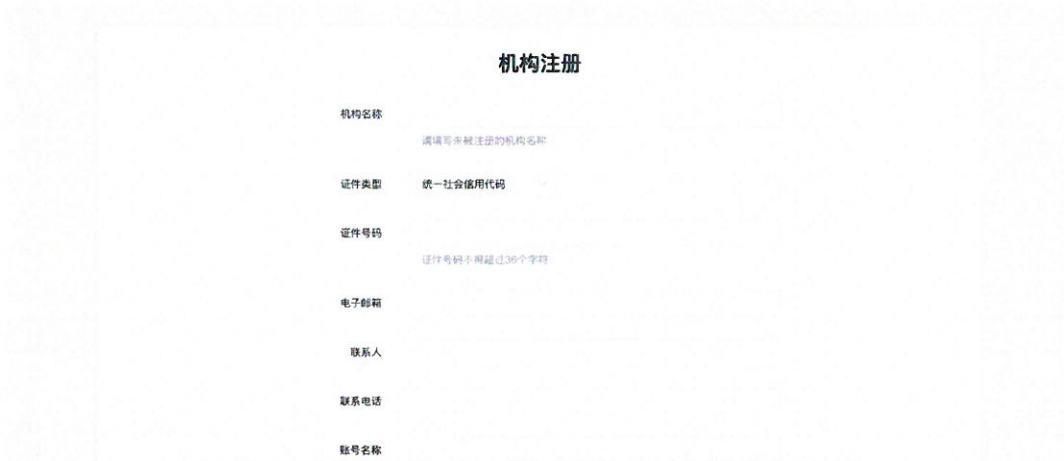 机构注册
机构名称
请填写未被注册的机构名称
证件类型 统一社会信用代码
证件号码
证件号码不得超过36个字符
电子邮箱
联系人
联系电话
账号名称